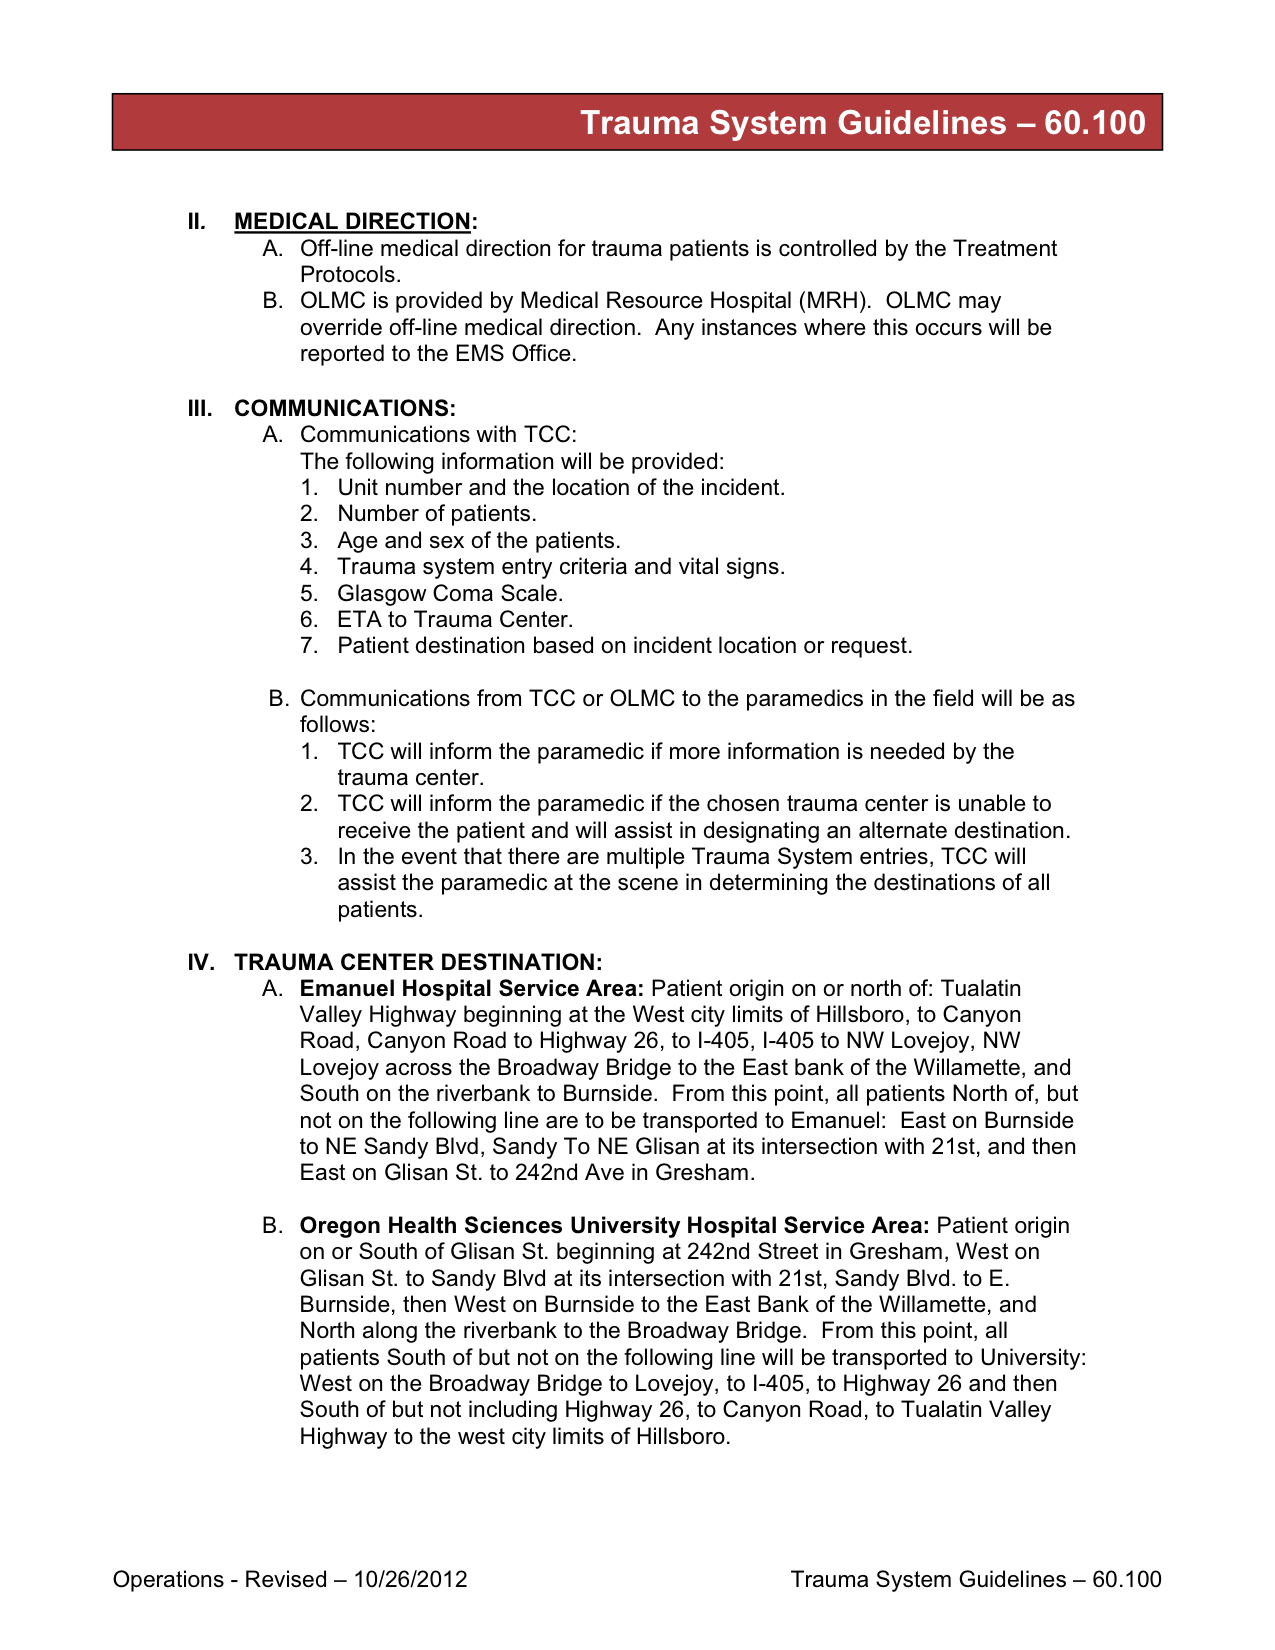 Trauma System Guidelines – 60.100
II. MEDICAL DIRECTION:
A. Off-line medical direction for trauma patients is controlled by the Treatment
Protocols.
B. OLMC is provided by Medical Resource Hospital (MRH). OLMC may
override off-line medical direction. Any instances where this occurs will be
reported to the EMS Office.
III. COMMUNICATIONS:
A. Communications with TCC:
The following information will be provided:
1. Unit number and the location of the incident.
2. Number of patients.
3. Age and sex of the patients.
4. Trauma system entry criteria and vital signs.
5. Glasgow Coma Scale.
6. ETA to Trauma Center.
7. Patient destination based on incident location or request.
B. Communications from TCC or OLMC to the paramedics in the field will be as
follows:
1. TCC will inform the paramedic if more information is needed by the
trauma center.
2. TCC will inform the paramedic if the chosen trauma center is unable to
receive the patient and will assist in designating an alternate destination.
3. In the event that there are multiple Trauma System entries, TCC will
assist the paramedic at the scene in determining the destinations of all
patients.
IV. TRAUMA CENTER DESTINATION:
A. Emanuel Hospital Service Area: Patient origin on or north of: Tualatin
Valley Highway beginning at the West city limits of Hillsboro, to Canyon
Road, Canyon Road to Highway 26, to I-405, I-405 to NW Lovejoy, NW
Lovejoy across the Broadway Bridge to the East bank of the Willamette, and
South on the riverbank to Burnside. From this point, all patients North of, but
not on the following line are to be transported to Emanuel: East on Burnside
to NE Sandy Blvd, Sandy To NE Glisan at its intersection with 21st, and then
East on Glisan St. to 242nd Ave in Gresham.
B. Oregon Health Sciences University Hospital Service Area: Patient origin
on or South of Glisan St. beginning at 242nd Street in Gresham, West on
Glisan St. to Sandy Blvd at its intersection with 21st, Sandy Blvd. to E.
Burnside, then West on Burnside to the East Bank of the Willamette, and
North along the riverbank to the Broadway Bridge. From this point, all
patients South of but not on the following line will be transported to University:
West on the Broadway Bridge to Lovejoy, to I-405, to Highway 26 and then
South of but not including Highway 26, to Canyon Road, to Tualatin Valley
Highway to the west city limits of Hillsboro.
Operations - Revised – 10/26/2012 Trauma System Guidelines – 60.100